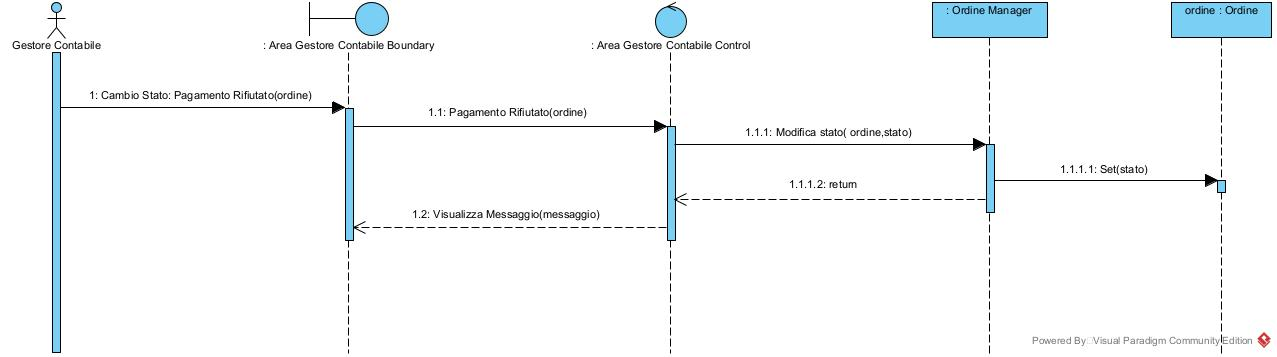 : Ordine Manager
ordine : Ordine
Gestore Contabile
: Area Gestore Contabile Boundary
: Area Gestore Contabile Control
1: Cambio Stato: Pagamento Rifiutato(ordine)
1.1: Pagamento Rifiutato(ordine)
1.1.1: Modifica stato( ordine,stato)
1.1.1.1: Set(stato)
1.1.1.2: return
1.2: Visualizza Messaggio(messaggio)
Powered By Visual Paradigm Community Edition